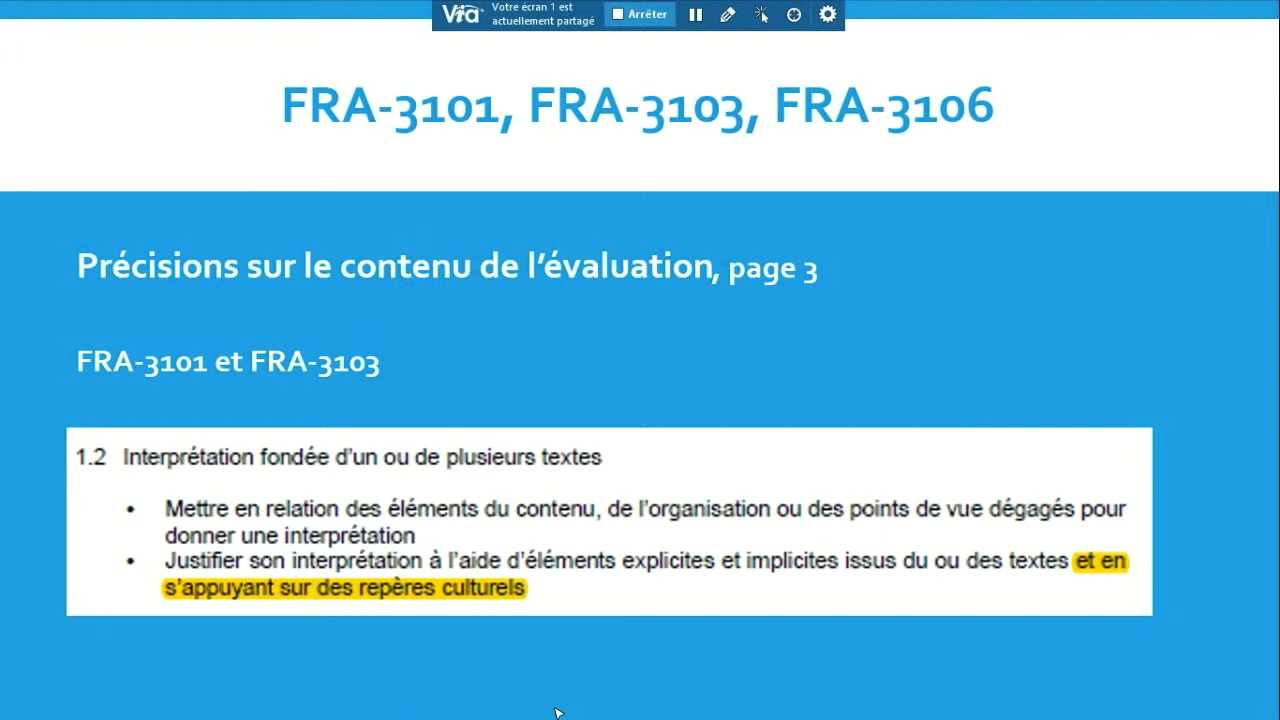 Via
Votre écran 1 est
actuellement partagé
Arrêter
FRA-3101, FRA-3103, FRA-3106
Précisions sur le contenu de l'évaluation, page 3
FRA-3101 et FRA-3103
1.2 Interprétation fondée d'un ou de plusieurs textes
• Mettre en relation des éléments du contenu, de l'organisation ou des points de vue dégagés pour
donner une interprétation
• Justifier son interprétation à l'aide d'éléments explicites et implicites issus du ou des textes et en
s'appuyant sur des repères culturels